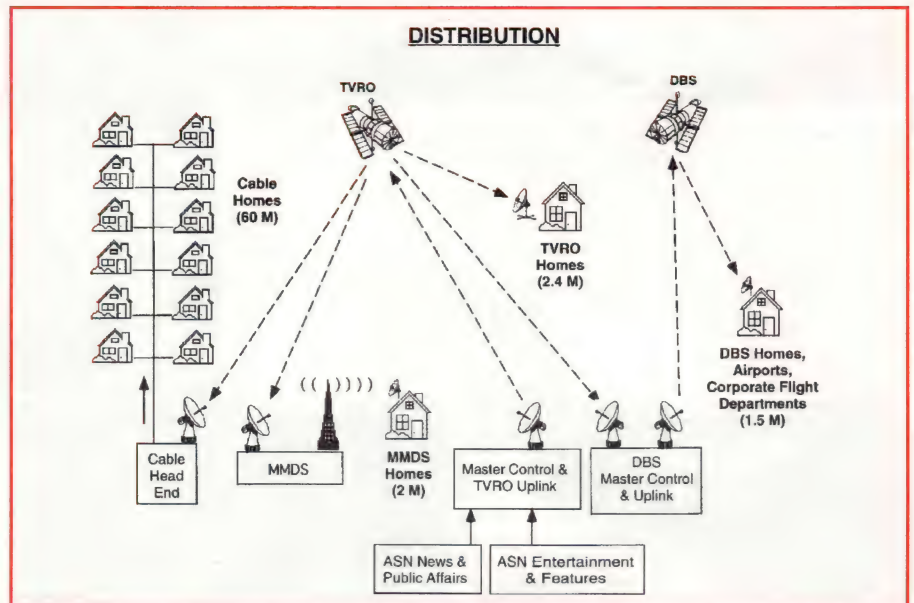 DISTRIBUTION
TVRO
DBS
Cable
Homes
(60 M)
TVRO
Homes
(2.4 M)
DBS Homes,
Airports,
Corporate Flight
Departments
(1.5 M)
MMDS
Homes
(2 M)
Cable
Head
End
MMDS
Master Control &
TVRO Uplink
DBS
Master Control
& Uplink
ASN News &
Public Affairs
ASN Entertainment
& Features